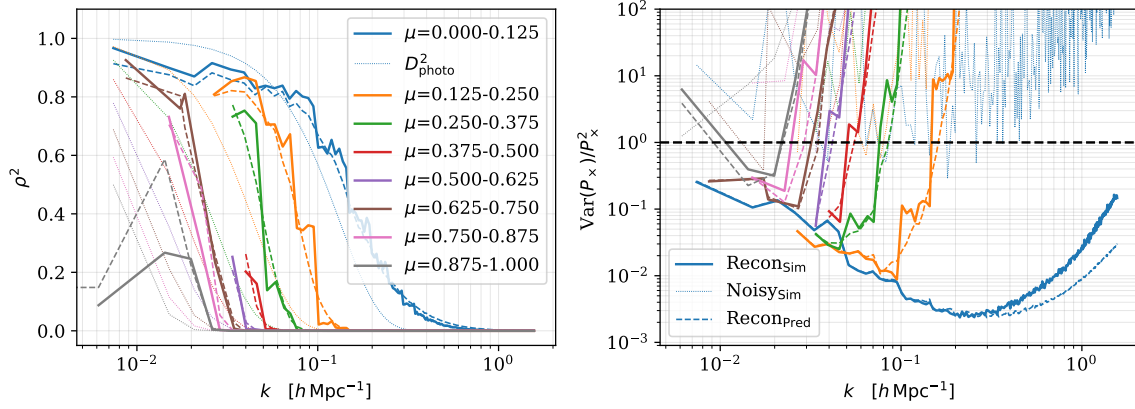 1.0
0.8
0.6
0.4
0.2
0.0
ρ²
10⁻²
10⁻¹
10⁰
k [h Mpc⁻¹]
μ=0.000-0.125
D²photo
μ=0.125-0.250
μ=0.250-0.375
μ=0.375-0.500
μ=0.500-0.625
μ=0.625-0.750
μ=0.750-0.875
μ=0.875-1.000
10²
10¹
10⁰
10⁻¹
10⁻²
10⁻³
Var(P×)/P²×
10⁻²
10⁻¹
10⁰
k [h Mpc⁻¹]
ReconSim
NoisySim
ReconPred